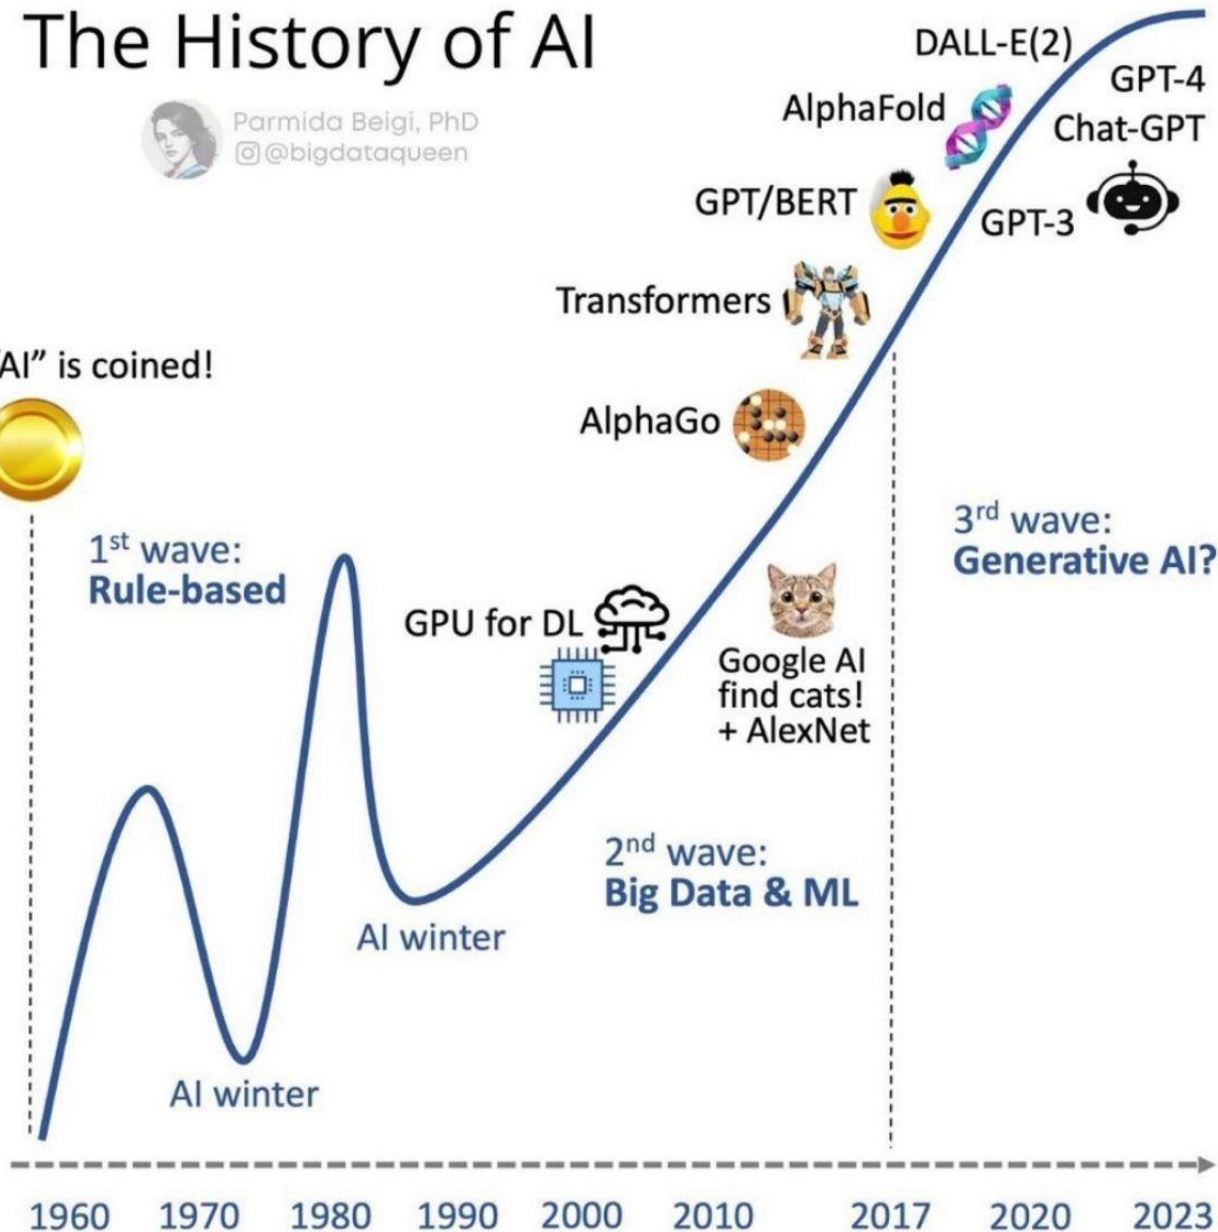 The History of AI
Parmida Beigi, PhD
@bigdataqueen
DALL-E(2)
GPT-4
AlphaFold
Chat-GPT
GPT/BERT
GPT-3
Transformers
AI” is coined!
AlphaGo
3rd wave:
Generative AI?
1st wave:
Rule-based
GPU for DL
Google AI
find cats!
+ AlexNet
2nd wave:
Big Data & ML
AI winter
AI winter
1960 1970 1980 1990 2000 2010 2017 2020 2023